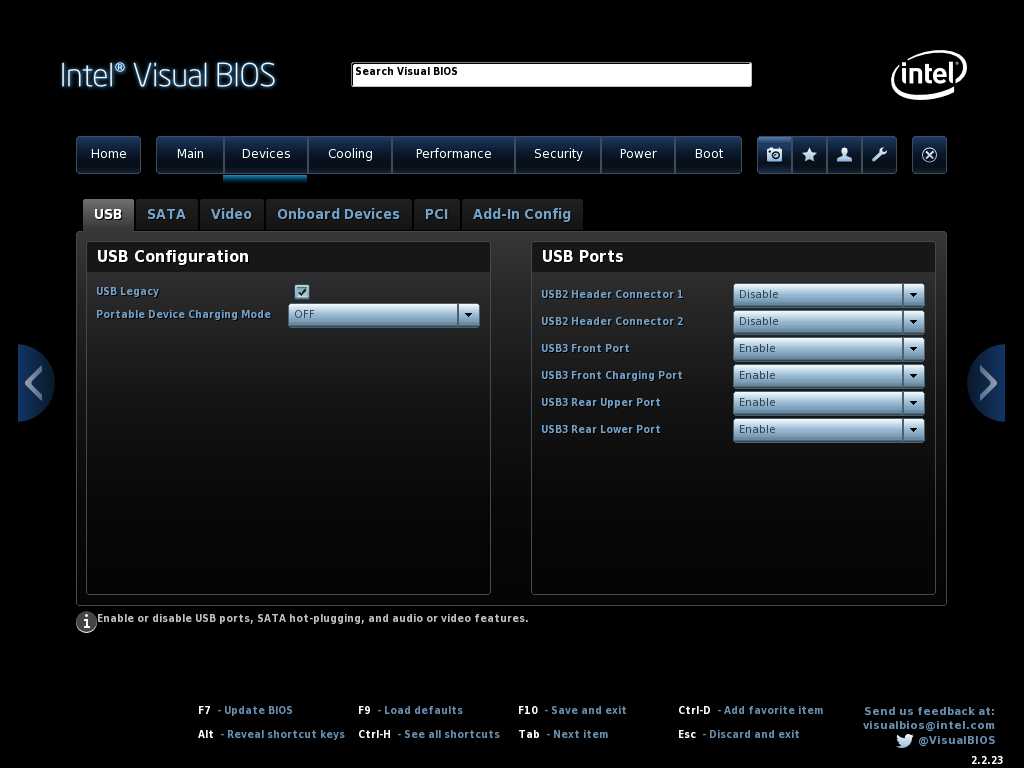 Intel® Visual BIOS
Search Visual BIOS
intel®
Home Main Devices Cooling Performance Security Power Boot
USB SATA Video Onboard Devices PCI Add-In Config
USB Configuration
USB Legacy
Portable Device Charging Mode OFF
USB Ports
USB2 Header Connector 1 Disable
USB2 Header Connector 2 Disable
USB3 Front Port Enable
USB3 Front Charging Port Enable
USB3 Rear Upper Port Enable
USB3 Rear Lower Port Enable
Enable or disable USB ports, SATA hot-plugging, and audio or video features.
F7 - Update BIOS F9 - Load defaults F10 - Save and exit Ctrl-D - Add favorite item
Alt - Reveal shortcut keys Ctrl-H - See all shortcuts Tab - Next item Esc - Discard and exit
Send us feedback at:
visualbios@intel.com
@VisualBIOS
2.2.23